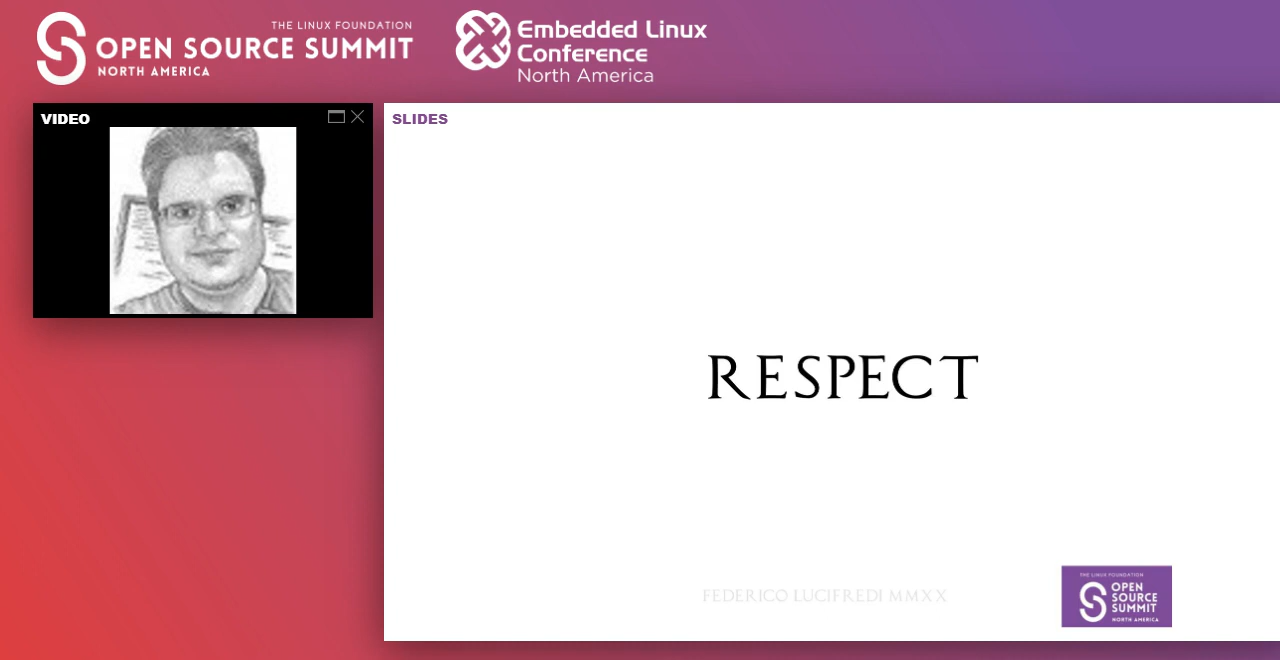 THE LINUX FOUNDATION
OPEN SOURCE SUMMIT
NORTH AMERICA
Embedded Linux
Conference
North America
VIDEO
SLIDES
RESPECT
FEDERICO LUCIFREDI MMXX
THE LINUX FOUNDATION
OPEN
SOURCE
SUMMIT
NORTH AMERICA